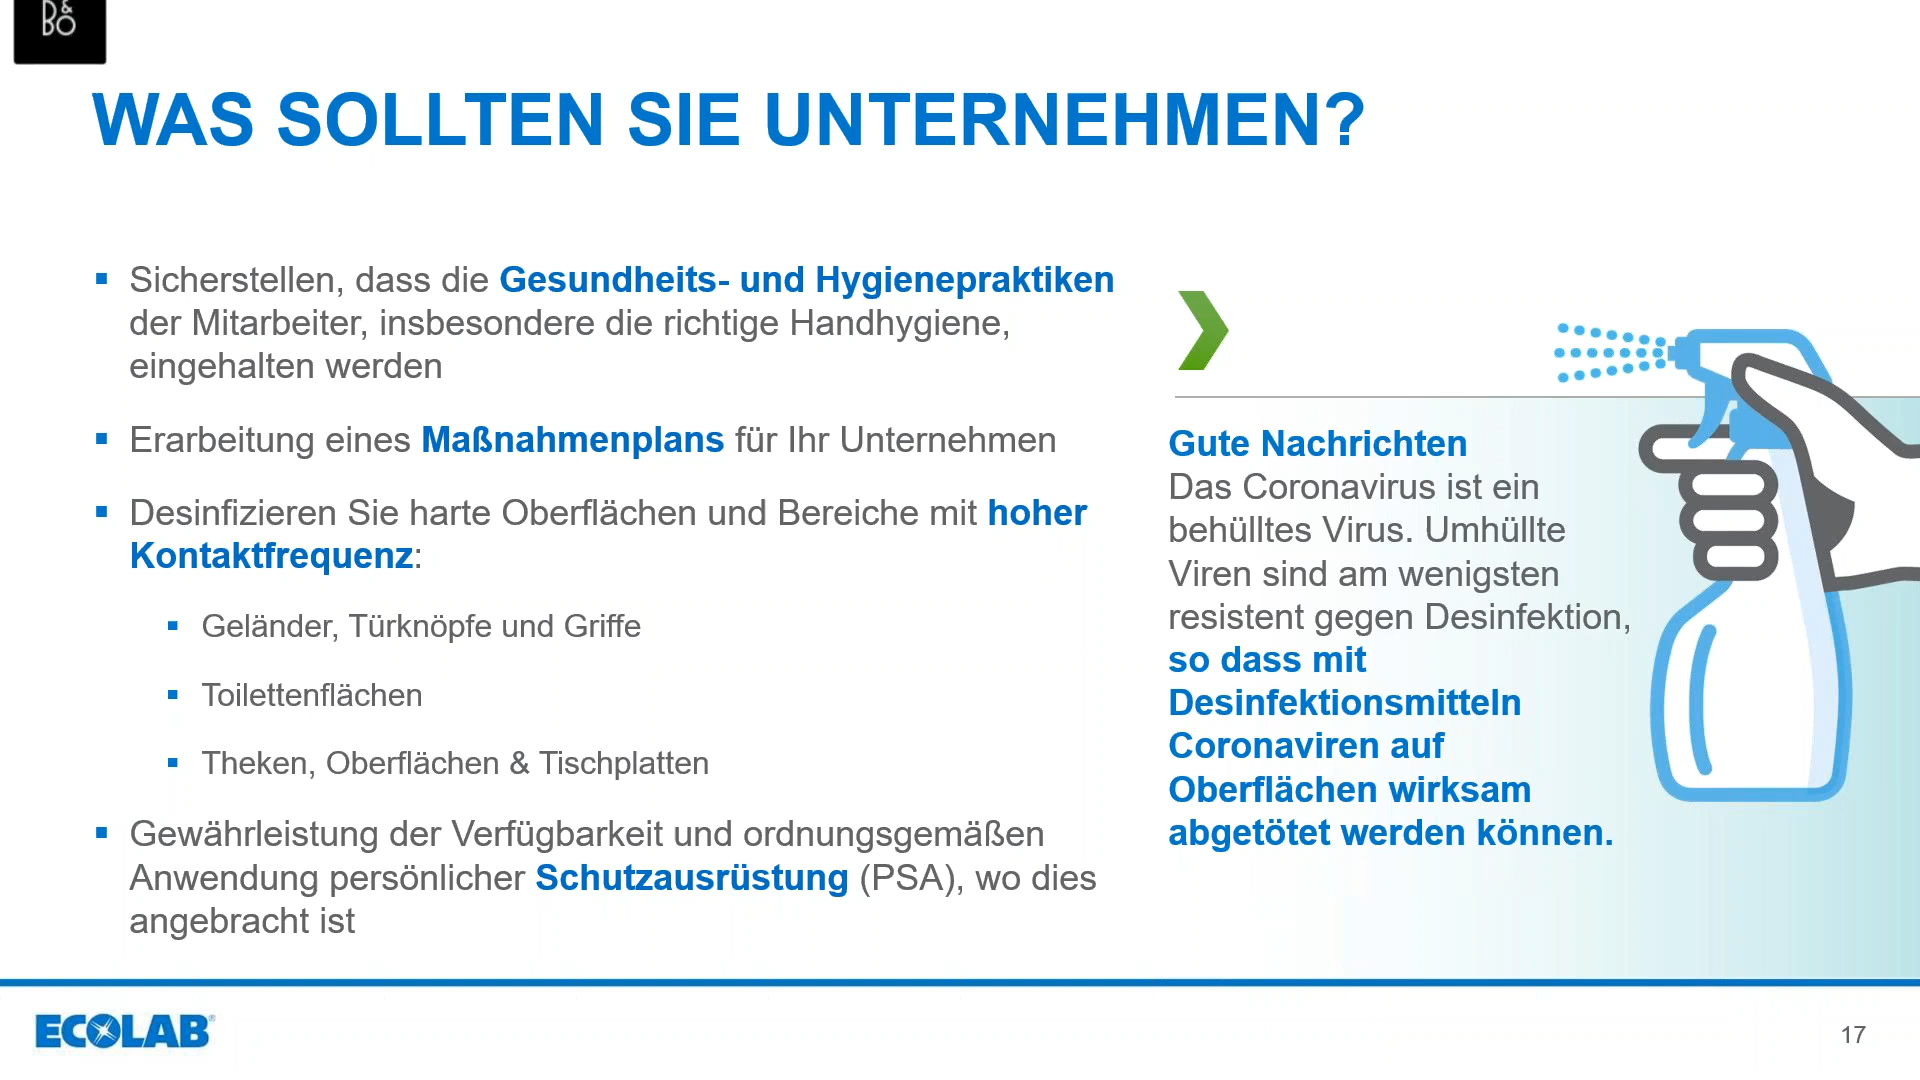 B&
BO
WAS SOLLTEN SIE UNTERNEHMEN?
▪ Sicherstellen, dass die Gesundheits- und Hygienepraktiken
der Mitarbeiter, insbesondere die richtige Handhygiene,
eingehalten werden
▪ Erarbeitung eines Maßnahmenplans für Ihr Unternehmen
▪ Desinfizieren Sie harte Oberflächen und Bereiche mit hoher
Kontaktfrequenz:
▪ Geländer, Türknöpfe und Griffe
▪ Toilettenflächen
▪ Theken, Oberflächen & Tischplatten
▪ Gewährleistung der Verfügbarkeit und ordnungsgemäßen
Anwendung persönlicher Schutzausrüstung (PSA), wo dies
angebracht ist
Gute Nachrichten
Das Coronavirus ist ein
behülltes Virus. Umhüllte
Viren sind am wenigsten
resistent gegen Desinfektion,
so dass mit
Desinfektionsmitteln
Coronaviren auf
Oberflächen wirksam
abgetötet werden können.
ECOLAB®
17